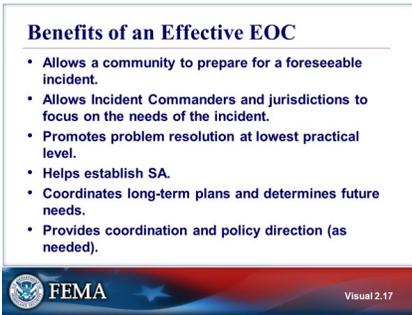 Benefits of an Effective EOC
• Allows a community to prepare for a foreseeable
incident.
• Allows Incident Commanders and jurisdictions to
focus on the needs of the incident.
• Promotes problem resolution at lowest practical
level.
• Helps establish SA.
• Coordinates long-term plans and determines future
needs.
• Provides coordination and policy direction (as
needed).
FEMA
Visual 2.17